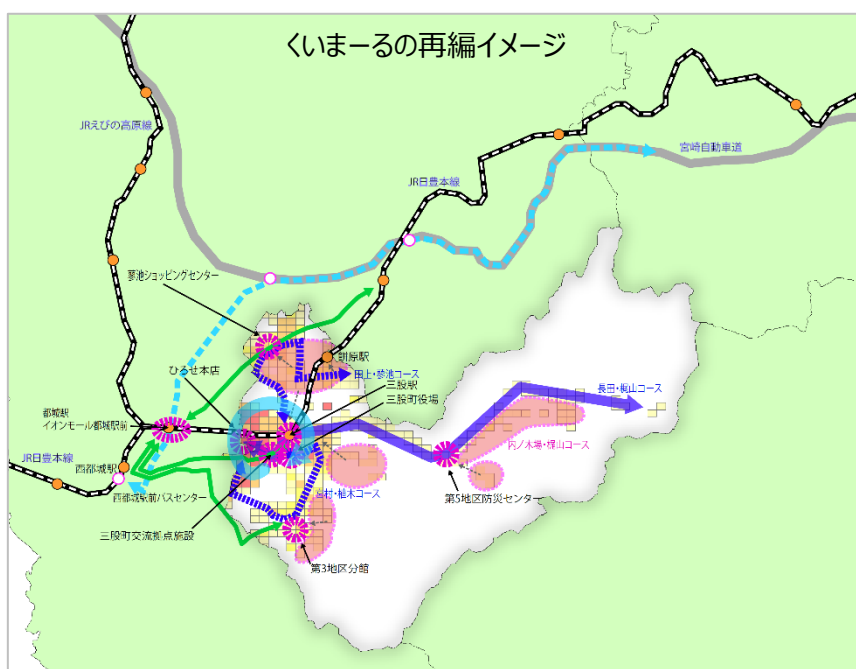 くいまーるの再編イメージ
JRえびの高原線
宮崎自動車道
JR日豊本線
蓼池ショッピングセンター
ひろせ本店
餅原駅
田上・蓼池コース
三股駅
三股町役場
長田・梶山コース
都城駅
イオンモール都城駅前
内ノ木場・梶山コース
JR日豊本線
西都城駅
宮村・柚木コース
西都城駅前バスセンター
第5地区防災センター
三股町交流拠点施設
第3地区分館